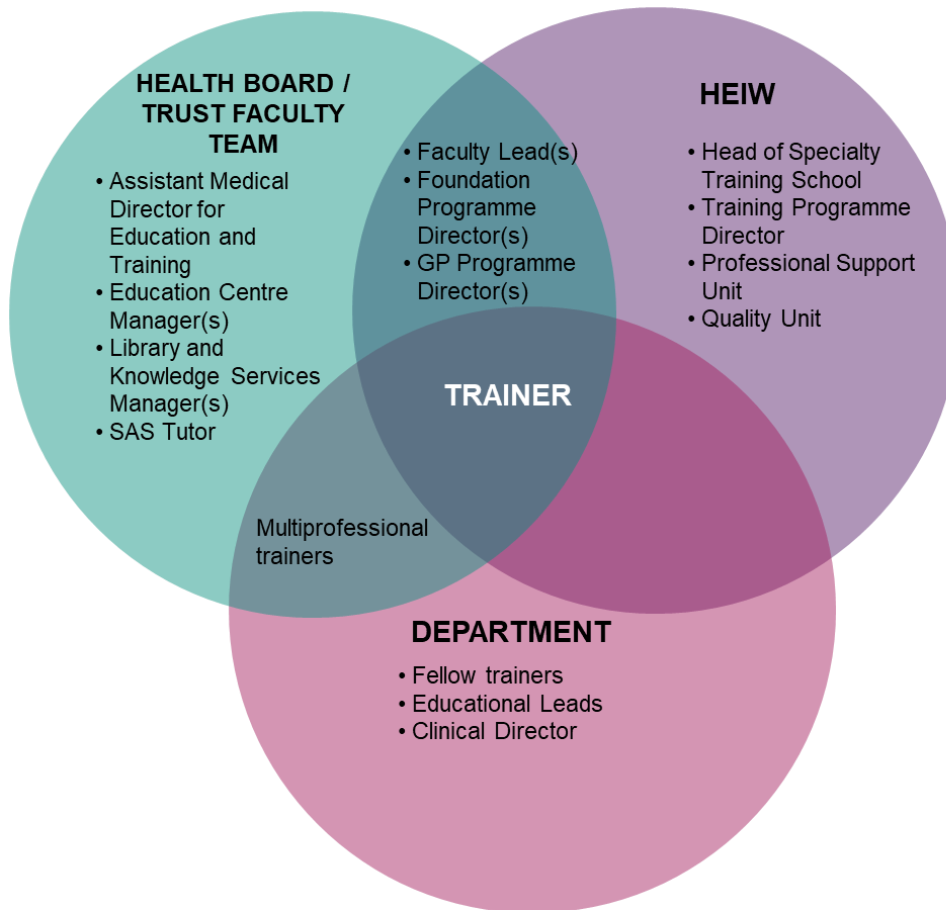 HEALTH BOARD /
TRUST FACULTY
TEAM
• Assistant Medical
Director for
Education and
Training
• Education Centre
Manager(s)
• Library and
Knowledge Services
Manager(s)
• SAS Tutor
• Faculty Lead(s)
• Foundation
Programme
Director(s)
• GP Programme
Director(s)
HEIW
• Head of Specialty
Training School
• Training Programme
Director
• Professional Support
Unit
• Quality Unit
TRAINER
Multiprofessional
trainers
DEPARTMENT
• Fellow trainers
• Educational Leads
• Clinical Director